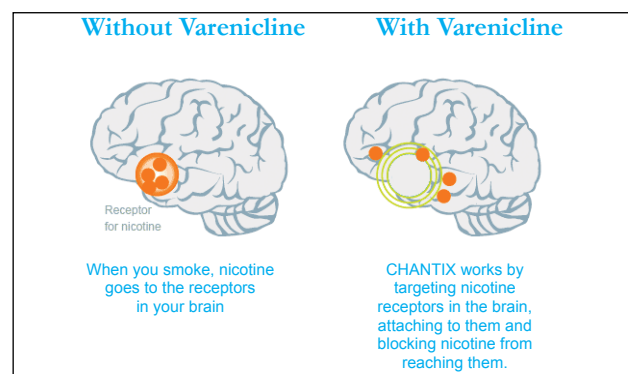 Without Varenicline
With Varenicline
Receptor
for nicotine
When you smoke, nicotine
goes to the receptors
in your brain
CHANTIX works by
targeting nicotine
receptors in the brain,
attaching to them and
blocking nicotine from
reaching them.